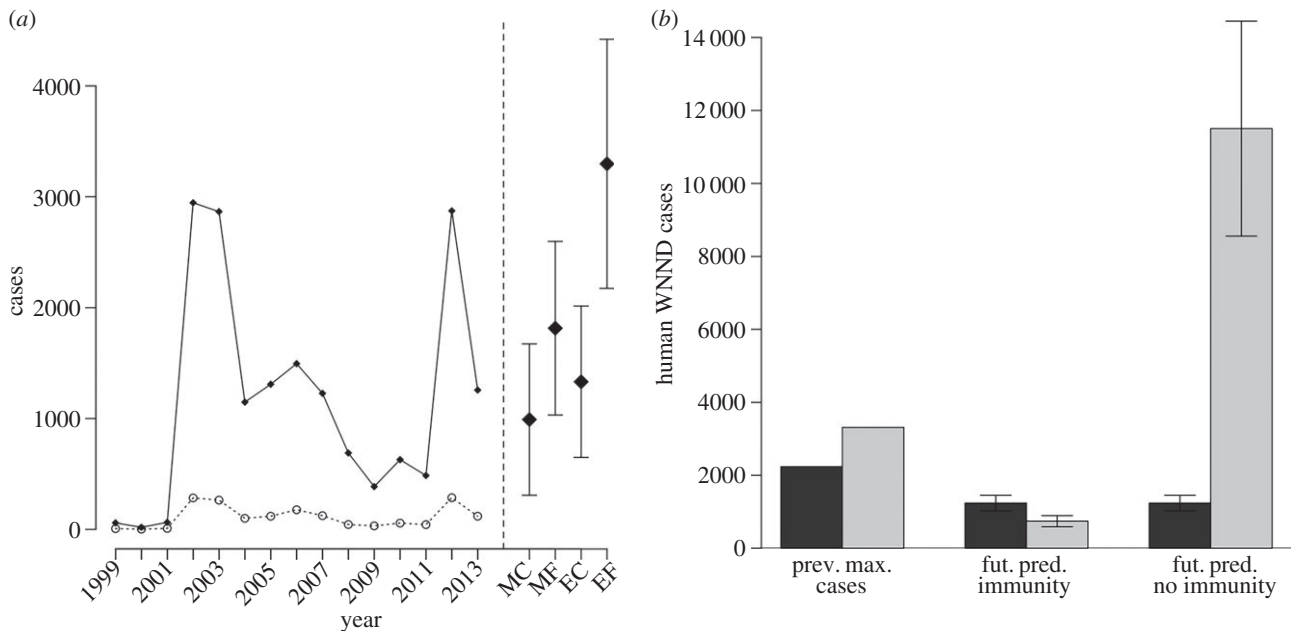 (a)
4000
3000
2000
1000
0
cases
1999
2001
2003
2005
2007
2009
2011
2013
MC
MF
EC
EF
year
(b)
14 000
12 000
10 000
8000
6000
4000
2000
0
human WNND cases
prev. max.
cases
fut. pred.
immunity
fut. pred.
no immunity